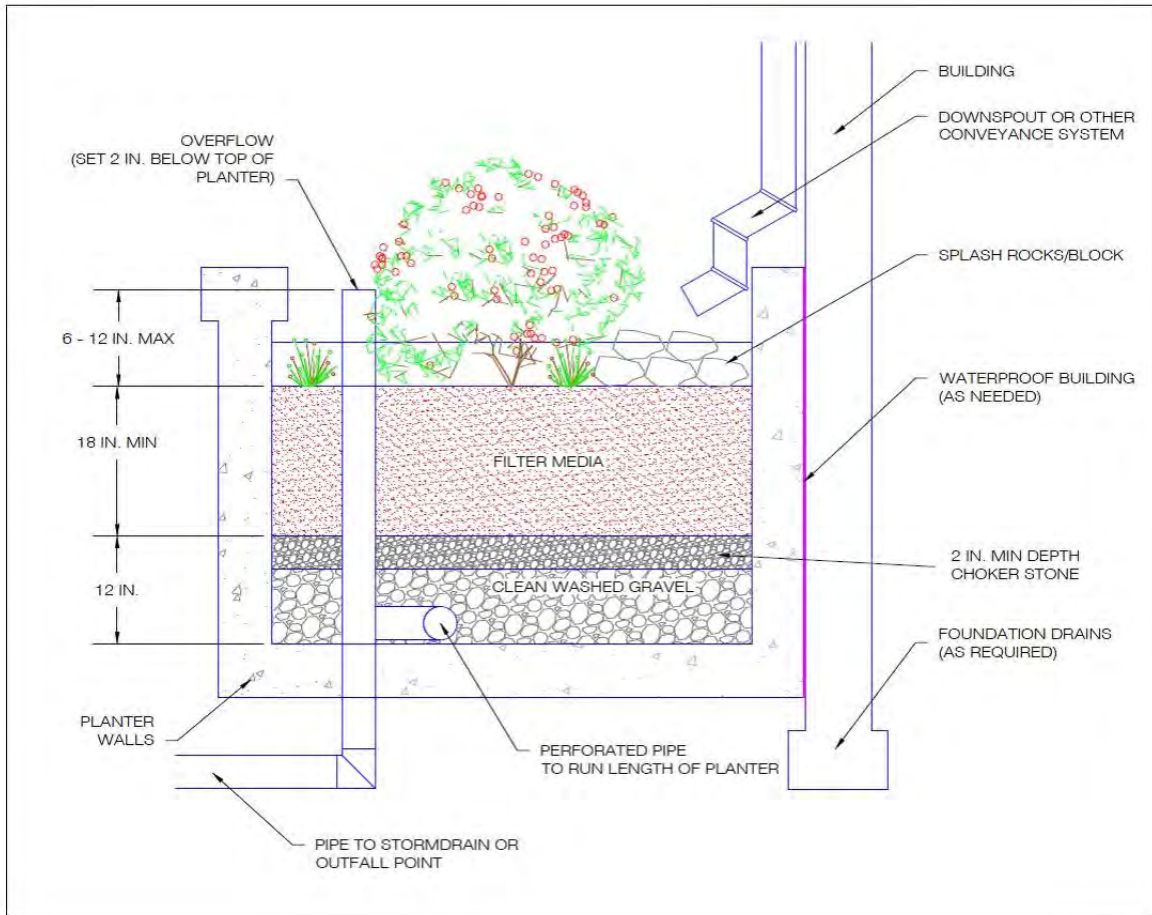 BUILDING
DOWNSPOUT OR OTHER
CONVEYANCE SYSTEM
OVERFLOW
(SET 2 IN. BELOW TOP OF
PLANTER)
SPLASH ROCKS/BLOCK
6 - 12 IN. MAX
WATERPROOF BUILDING
(AS NEEDED)
18 IN. MIN
FILTER MEDIA
2 IN. MIN DEPTH
CHOKER STONE
12 IN.
CLEAN WASHED GRAVEL
FOUNDATION DRAINS
(AS REQUIRED)
PLANTER
WALLS
PERFORATED PIPE
TO RUN LENGTH OF PLANTER
PIPE TO STORMDRAIN OR
OUTFALL POINT